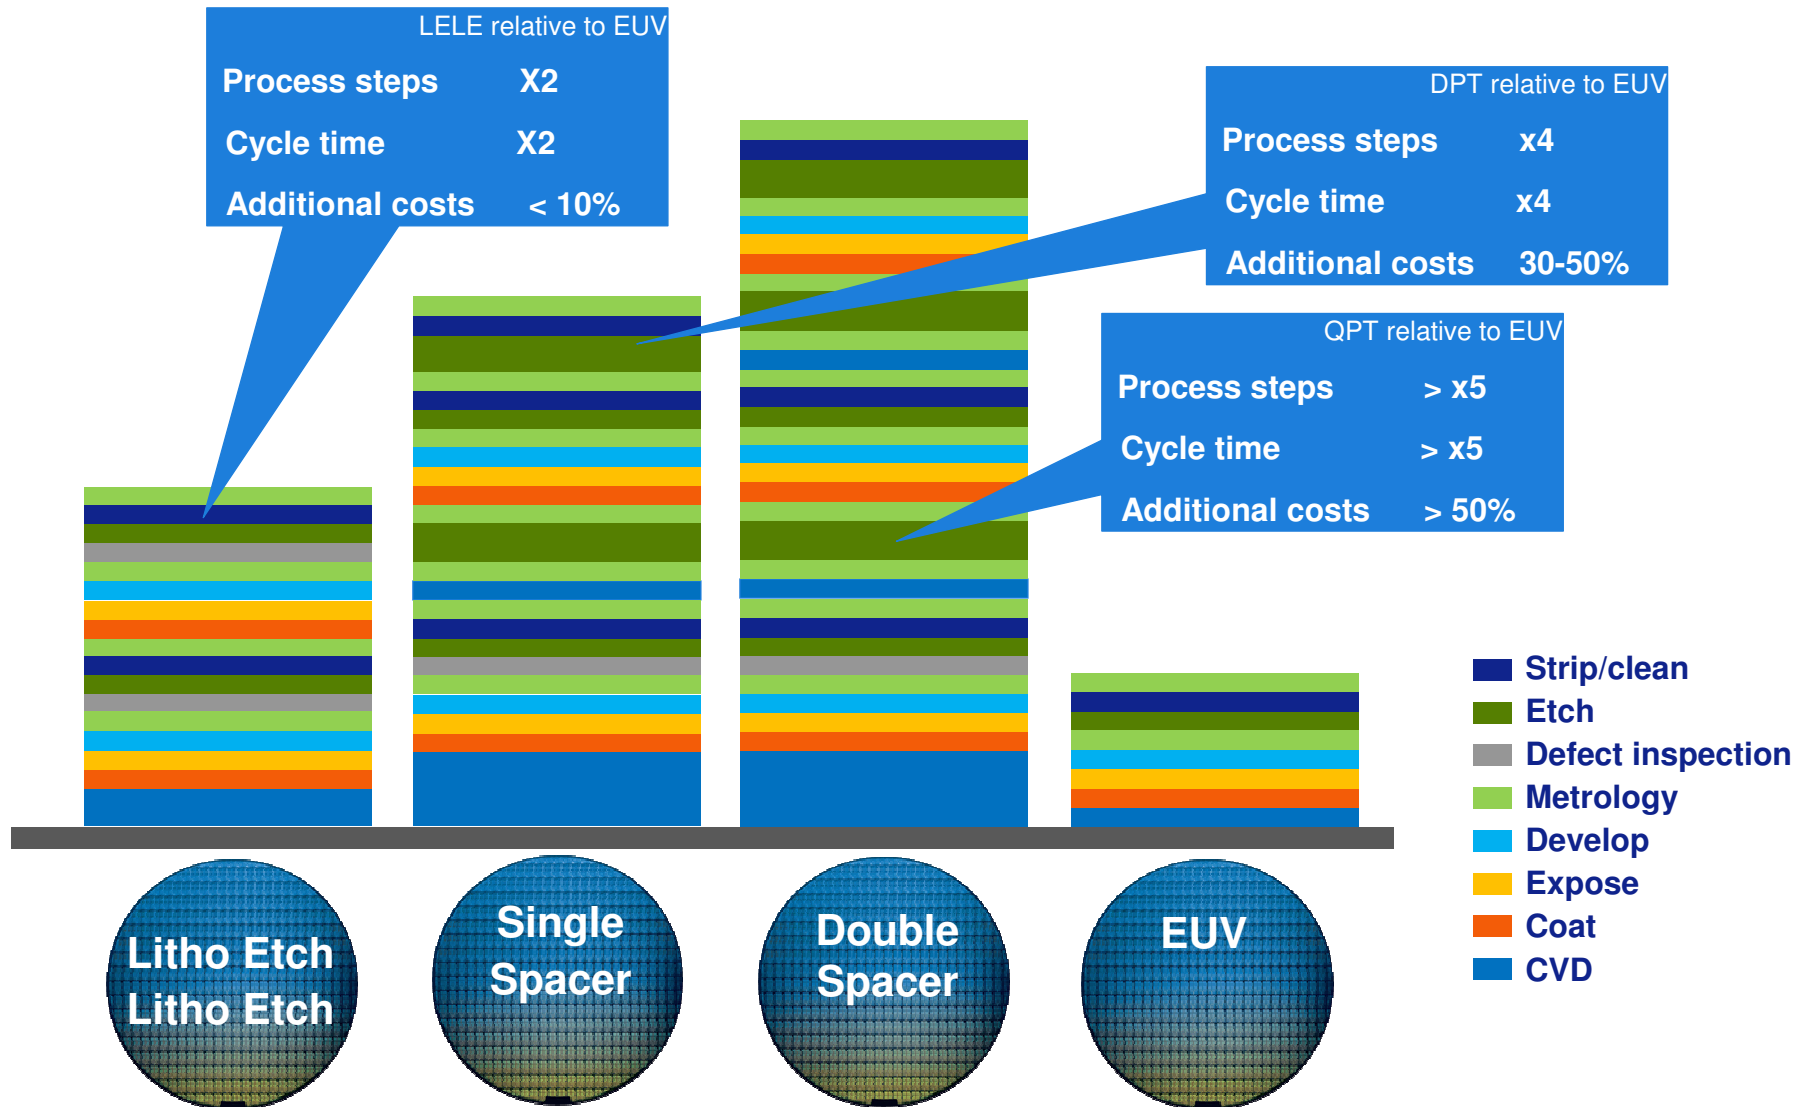 LELE relative to EUV
Process steps X2
Cycle time X2
Additional costs < 10%
DPT relative to EUV
Process steps x4
Cycle time x4
Additional costs 30-50%
QPT relative to EUV
Process steps > x5
Cycle time > x5
Additional costs > 50%
Strip/clean
Etch
Defect inspection
Metrology
Develop
Expose
Coat
CVD
Litho Etch
Litho Etch
Single
Spacer
Double
Spacer
EUV